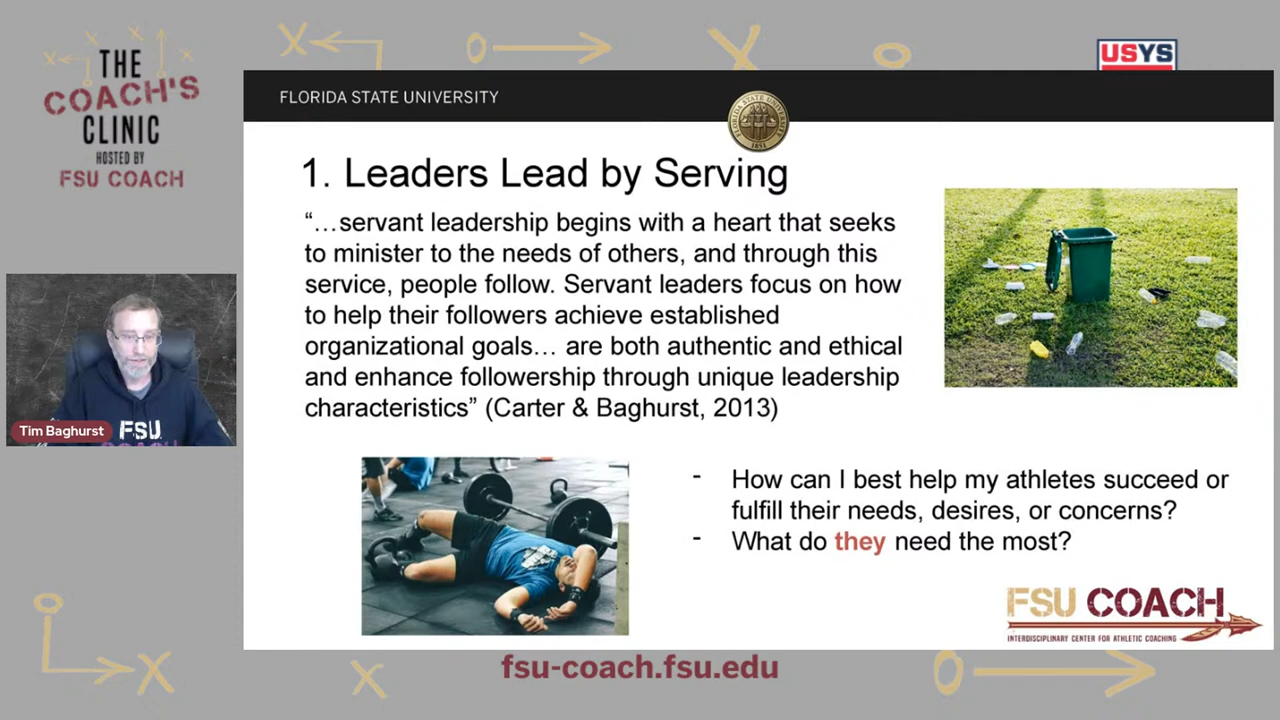 THE
COACH'S
CLINIC
HOSTED BY
FSU COACH
USYS
FLORIDA STATE UNIVERSITY
1. Leaders Lead by Serving
“…servant leadership begins with a heart that seeks
to minister to the needs of others, and through this
service, people follow. Servant leaders focus on how
to help their followers achieve established
organizational goals… are both authentic and ethical
and enhance followership through unique leadership
characteristics” (Carter & Baghurst, 2013)
Tim Baghurst
FSU
COACH
- How can I best help my athletes succeed or
fulfill their needs, desires, or concerns?
- What do they need the most?
FSU COACH
INTERDISCIPLINARY CENTER FOR ATHLETIC COACHING
fsu-coach.fsu.edu